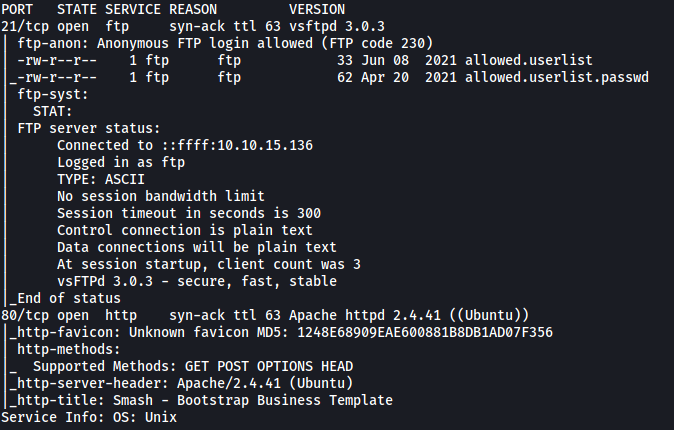 PORT   STATE SERVICE REASON         VERSION
21/tcp open  ftp     syn-ack ttl 63 vsftpd 3.0.3
| ftp-anon: Anonymous FTP login allowed (FTP code 230)
| -rw-r--r--    1 ftp      ftp            33 Jun 08  2021 allowed.userlist
|_-rw-r--r--    1 ftp      ftp            62 Apr 20  2021 allowed.userlist.passwd
| ftp-syst:
|   STAT:
| FTP server status:
|      Connected to ::ffff:10.10.15.136
|      Logged in as ftp
|      TYPE: ASCII
|      No session bandwidth limit
|      Session timeout in seconds is 300
|      Control connection is plain text
|      Data connections will be plain text
|      At session startup, client count was 3
|      vsFTPd 3.0.3 - secure, fast, stable
|_End of status
80/tcp open  http    syn-ack ttl 63 Apache httpd 2.4.41 ((Ubuntu))
|_http-favicon: Unknown favicon MD5: 1248E68909EAE600881B8DB1AD07F356
| http-methods:
|_  Supported Methods: GET POST OPTIONS HEAD
|_http-server-header: Apache/2.4.41 (Ubuntu)
|_http-title: Smash - Bootstrap Business Template
Service Info: OS: Unix